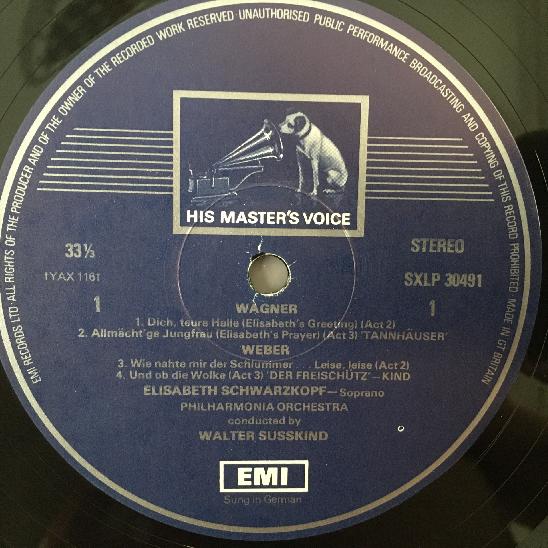 EMI RECORDS LTD · ALL RIGHTS OF THE PRODUCER AND OF THE OWNER OF THE RECORDED WORK RESERVED · UNAUTHORISED PUBLIC PERFORMANCE BROADCASTING AND COPYING OF THIS RECORD PROHIBITED MADE IN GT BRITAIN
HIS MASTER'S VOICE
33⅓ STEREO
1YAX 1161 SXLP 30491
1 1
WAGNER
1. Dich, teure Halle (Elisabeth's Greeting) (Act 2)
2. Allmächt'ge Jungfrau (Elisabeth's Prayer) (Act 3) 'TANNHÄUSER'
WEBER
3. Wie nahte mir der Schlummer . . . Leise, leise (Act 2)
4. Und ob die Wolke (Act 3) 'DER FREISCHÜTZ'—KIND
ELISABETH SCHWARZKOPF—Soprano
PHILHARMONIA ORCHESTRA
conducted by
WALTER SUSSKIND
EMI
Sung in German